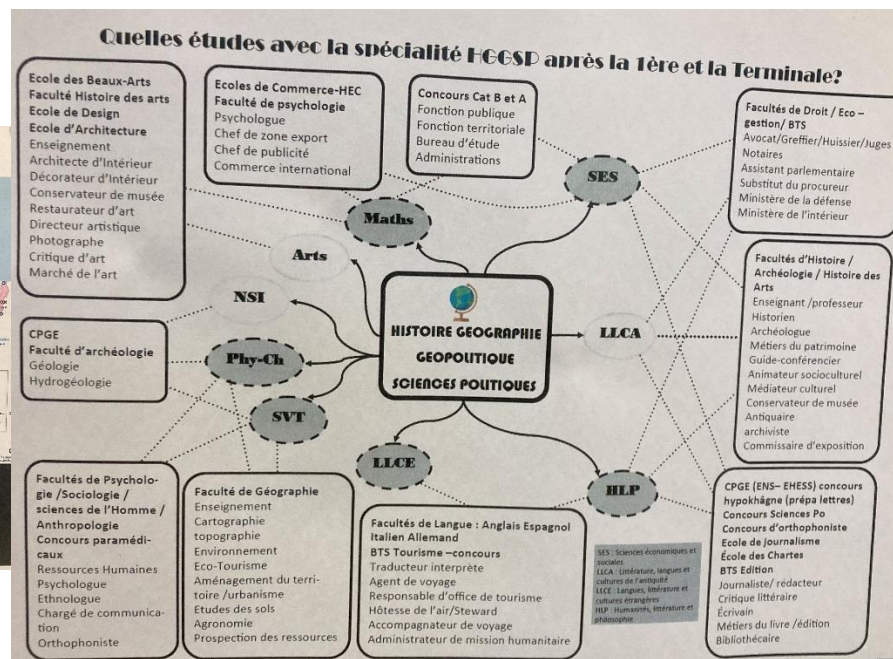 Quelles études avec la spécialité HGGSP après la 1ère et la Terminale?
Ecole des Beaux-Arts
Faculté Histoire des arts
Ecole de Design
Ecole d'Architecture
Enseignement
Architecte d'Intérieur
Décorateur d'Intérieur
Conservateur de musée
Restaurateur d'art
Directeur artistique
Photographe
Critique d'art
Marché de l'art
Ecoles de Commerce-HEC
Faculté de psychologie
Psychologue
Chef de zone export
Chef de publicité
Commerce international
Concours Cat B et A
Fonction publique
Fonction territoriale
Bureau d'étude
Administrations
Facultés de Droit / Eco –
gestion/ BTS
Avocat/Greffier/Huissier/Juges
Notaires
Assistant parlementaire
Substitut du procureur
Ministère de la défense
Ministère de l'intérieur
SES
Maths
Arts
NSI
Phy-Ch
SVT
LLCE
HLP
LLCA
HISTOIRE GEOGRAPHIE
GEOPOLITIQUE
SCIENCES POLITIQUES
CPGE
Faculté d'archéologie
Géologie
Hydrogéologie
Facultés d'Histoire /
Archéologie / Histoire des
Arts
Enseignant /professeur
Historien
Archéologue
Métiers du patrimoine
Guide-conférencier
Animateur socioculturel
Médiateur culturel
Conservateur de musée
Antiquaire
archiviste
Commissaire d'exposition
Facultés de Psycholo-
gie /Sociologie /
sciences de l'Homme /
Anthropologie
Concours paramédi-
caux
Ressources Humaines
Psychologue
Ethnologue
Chargé de communica-
tion
Orthophoniste
Faculté de Géographie
Enseignement
Cartographie
topographie
Environnement
Eco-Tourisme
Aménagement du terri-
toire /urbanisme
Etudes des sols
Agronomie
Prospection des ressources
Facultés de Langue : Anglais Espagnol
Italien Allemand
BTS Tourisme –concours
Traducteur interprète
Agent de voyage
Responsable d'office de tourisme
Hôtesse de l'air/Steward
Accompagnateur de voyage
Administrateur de mission humanitaire
SES : Sciences économiques et
sociales
LLCA : Littérature, langues et
cultures de l'antiquité
LLCE : Langues, littérature et
cultures étrangères
HLP : Humanités, littérature et
philosophie
CPGE (ENS– EHESS) concours
hypokhâgne (prépa lettres)
Concours Sciences Po
Concours d'orthophoniste
Ecole de journalisme
École des Chartes
BTS Edition
Journaliste/ rédacteur
Critique littéraire
Écrivain
Métiers du livre /édition
Bibliothécaire